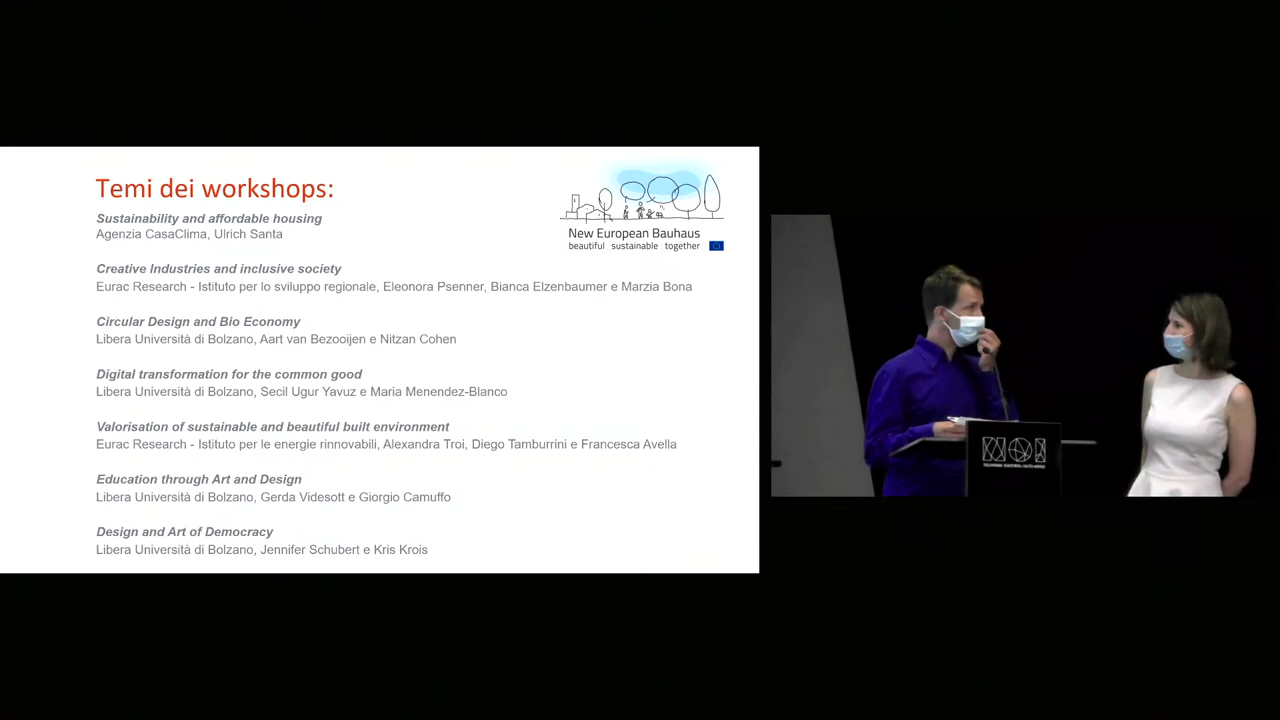 Temi dei workshops:
Sustainability and affordable housing
Agenzia CasaClima, Ulrich Santa
Creative Industries and inclusive society
Eurac Research - Istituto per lo sviluppo regionale, Eleonora Psenner, Bianca Elzenbaumer e Marzia Bona
Circular Design and Bio Economy
Libera Università di Bolzano, Aart van Bezooijen e Nitzan Cohen
Digital transformation for the common good
Libera Università di Bolzano, Secil Ugur Yavuz e Maria Menendez-Blanco
Valorisation of sustainable and beautiful built environment
Eurac Research - Istituto per le energie rinnovabili, Alexandra Troi, Diego Tamburrini e Francesca Avella
Education through Art and Design
Libera Università di Bolzano, Gerda Videsott e Giorgio Camuffo
Design and Art of Democracy
Libera Università di Bolzano, Jennifer Schubert e Kris Krois
New European Bauhaus
beautiful sustainable together
NOI
TECHPARK SÜDTIROL / ALTO ADIGE